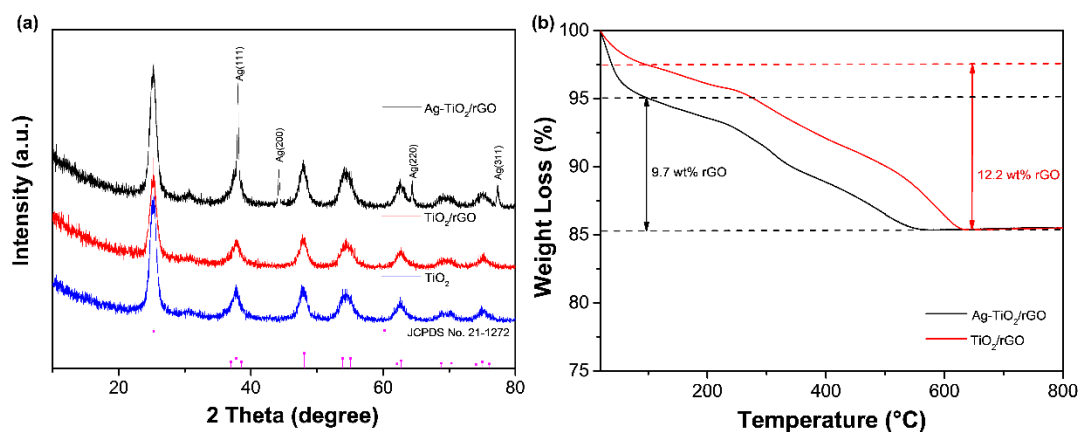 (a)
Intensity (a.u.)
Ag(111)
Ag(200)
Ag(220)
Ag(311)
Ag-TiO₂/rGO
TiO₂/rGO
TiO₂
JCPDS No. 21-1272
20
40
60
80
2 Theta (degree)
(b)
Weight Loss (%)
100
95
90
85
80
75
9.7 wt% rGO
12.2 wt% rGO
Ag-TiO₂/rGO
TiO₂/rGO
200
400
600
800
Temperature (°C)